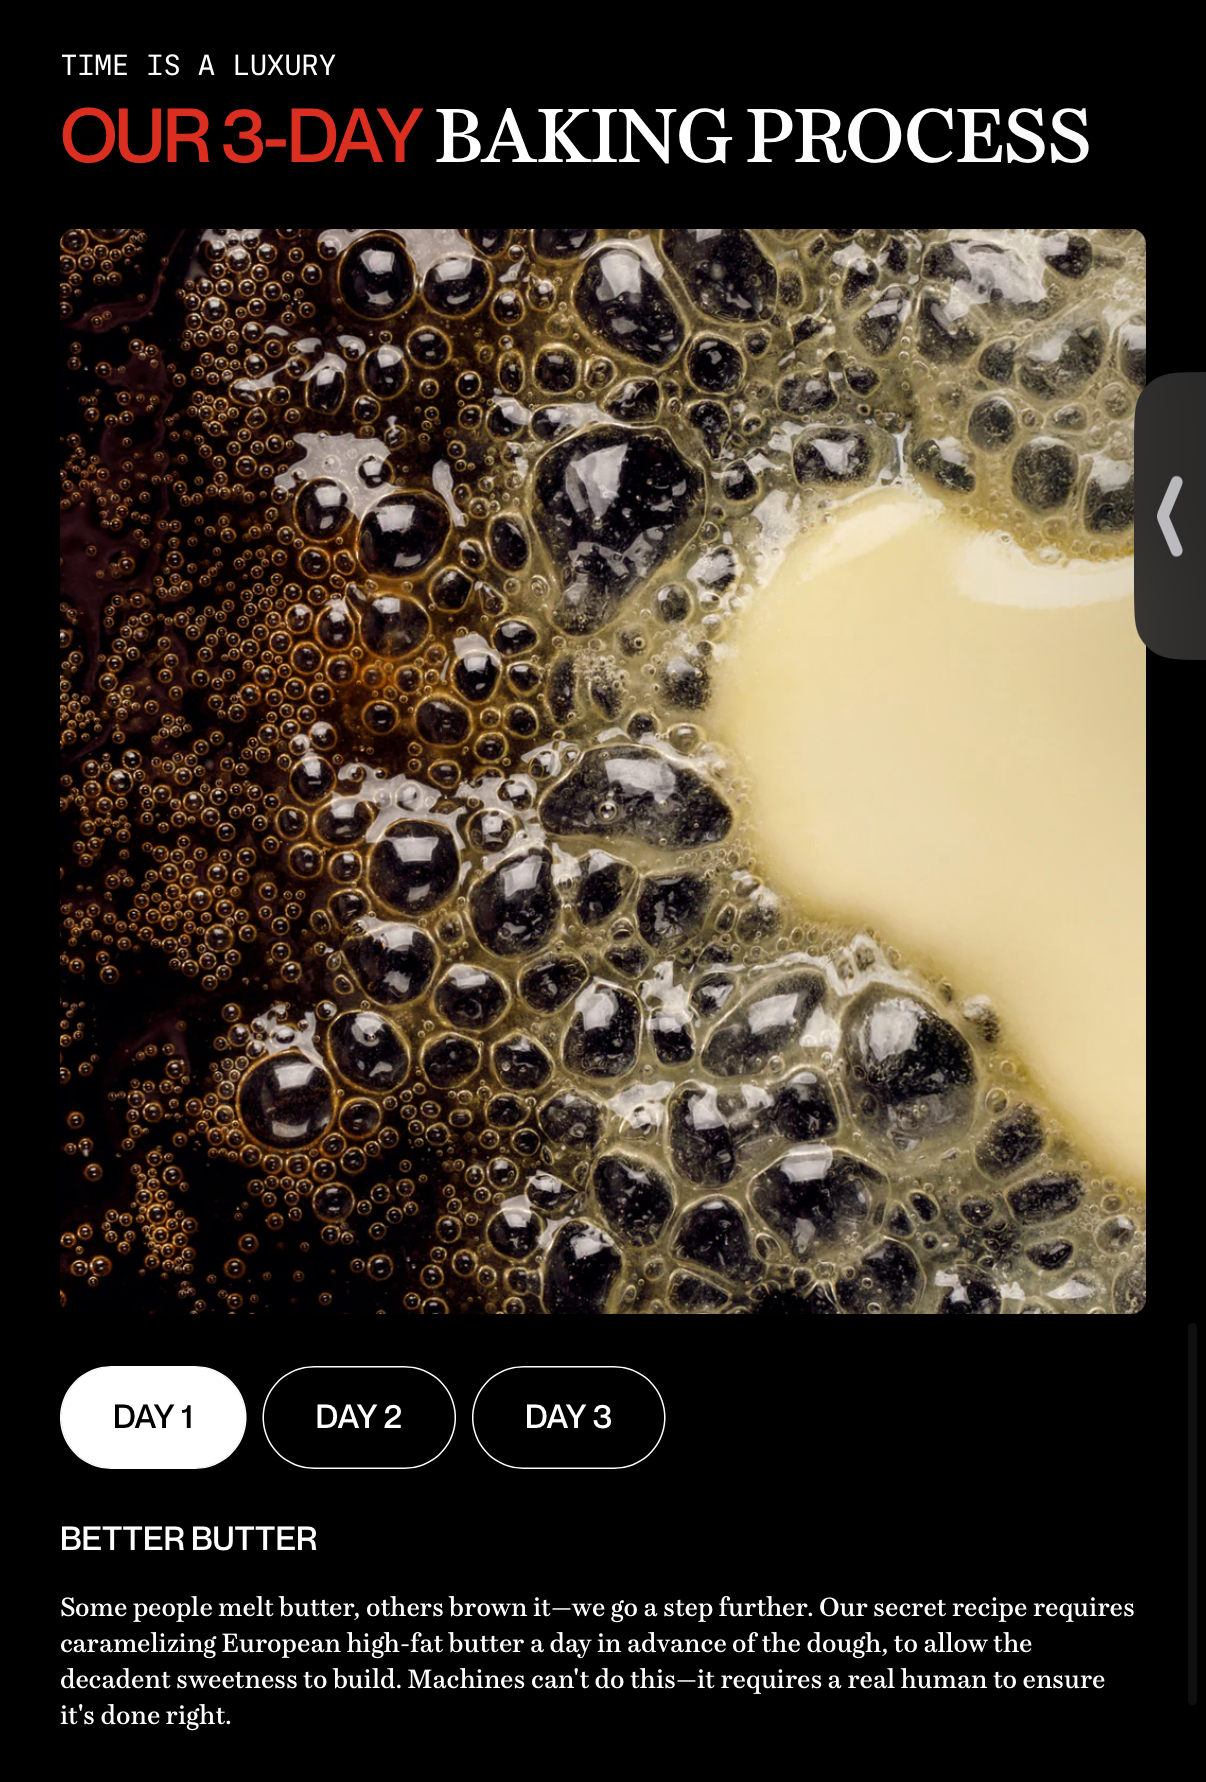 TIME IS A LUXURY
OUR 3-DAY BAKING PROCESS
DAY 1
DAY 2
DAY 3
BETTER BUTTER
Some people melt butter, others brown it—we go a step further. Our secret recipe requires
caramelizing European high-fat butter a day in advance of the dough, to allow the
decadent sweetness to build. Machines can't do this—it requires a real human to ensure
it's done right.